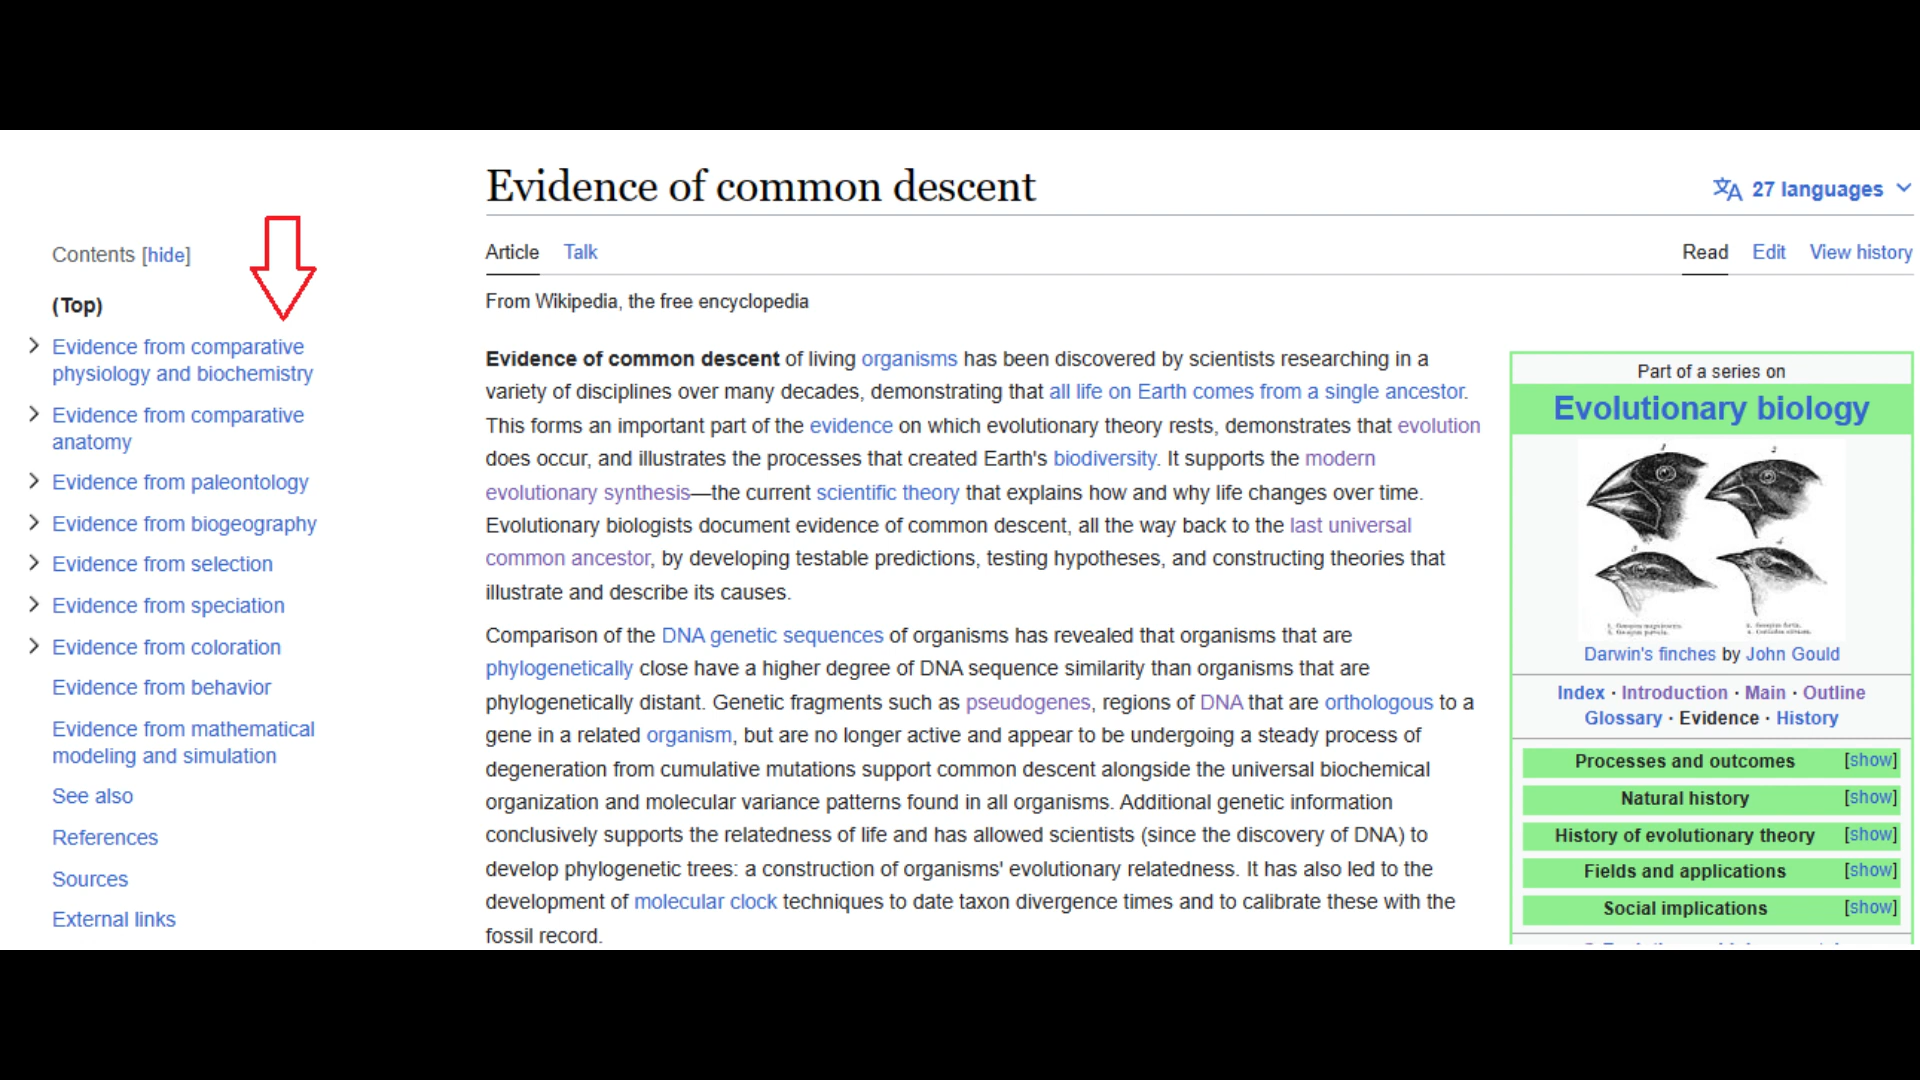 Evidence of common descent
27 languages
Contents [hide]
(Top)
Evidence from comparative
physiology and biochemistry
Evidence from comparative
anatomy
Evidence from paleontology
Evidence from biogeography
Evidence from selection
Evidence from speciation
Evidence from coloration
Evidence from behavior
Evidence from mathematical
modeling and simulation
See also
References
Sources
External links
Article Talk
Read Edit View history
From Wikipedia, the free encyclopedia
Evidence of common descent of living organisms has been discovered by scientists researching in a
variety of disciplines over many decades, demonstrating that all life on Earth comes from a single ancestor.
This forms an important part of the evidence on which evolutionary theory rests, demonstrates that evolution
does occur, and illustrates the processes that created Earth's biodiversity. It supports the modern
evolutionary synthesis—the current scientific theory that explains how and why life changes over time.
Evolutionary biologists document evidence of common descent, all the way back to the last universal
common ancestor, by developing testable predictions, testing hypotheses, and constructing theories that
illustrate and describe its causes.
Comparison of the DNA genetic sequences of organisms has revealed that organisms that are
phylogenetically close have a higher degree of DNA sequence similarity than organisms that are
phylogenetically distant. Genetic fragments such as pseudogenes, regions of DNA that are orthologous to a
gene in a related organism, but are no longer active and appear to be undergoing a steady process of
degeneration from cumulative mutations support common descent alongside the universal biochemical
organization and molecular variance patterns found in all organisms. Additional genetic information
conclusively supports the relatedness of life and has allowed scientists (since the discovery of DNA) to
develop phylogenetic trees: a construction of organisms' evolutionary relatedness. It has also led to the
development of molecular clock techniques to date taxon divergence times and to calibrate these with the
fossil record.
Part of a series on
Evolutionary biology
1 2
3 4
Darwin's finches by John Gould
Index · Introduction · Main · Outline
Glossary · Evidence · History
Processes and outcomes [show]
Natural history [show]
History of evolutionary theory [show]
Fields and applications [show]
Social implications [show]